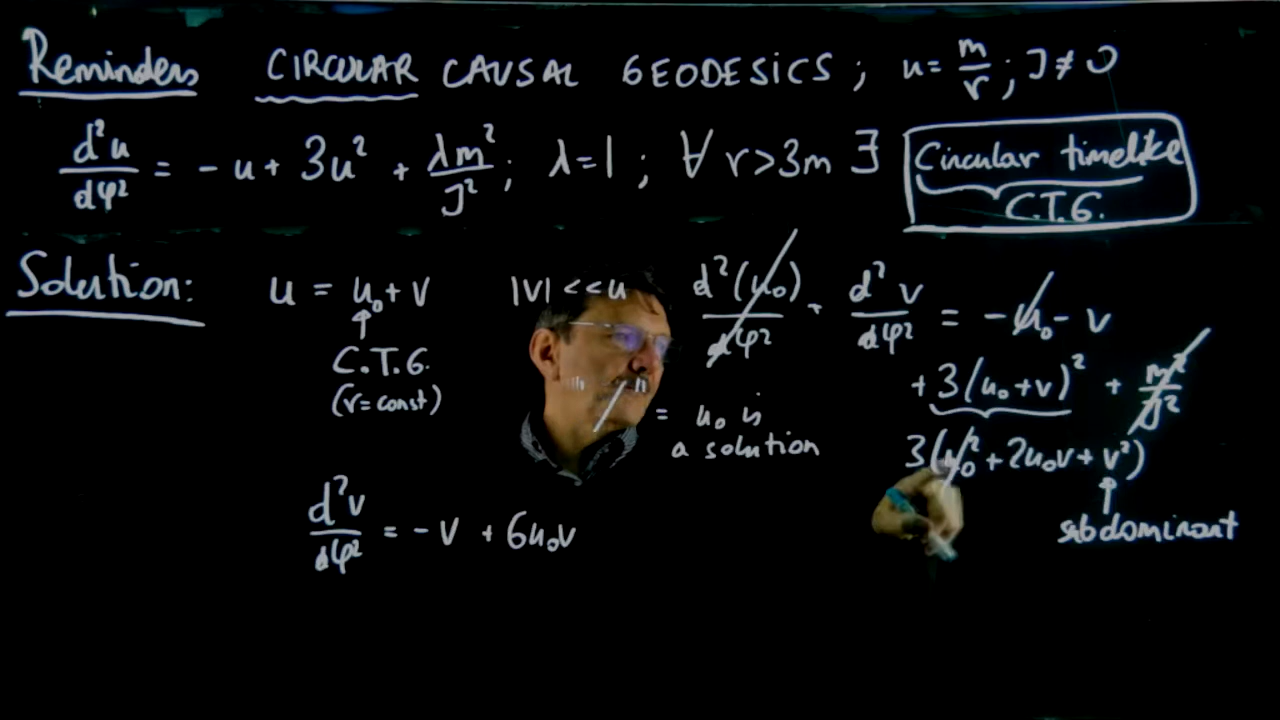 Reminders CIRCULAR CAUSAL GEODESICS ; u = m/r ; J ≠ 0
d²u/dφ² = - u + 3u² + λm²/J² ; λ=1 ; ∀ r>3m ∃ Circular timelike
C.T.G.
Solution: u = u₀ + v |v| << u d²(u₀)/dφ² + d²v/dφ² = - u₀ - v
C.T.G. + 3(u₀+v)² + m²/J²
(r=const) = u₀ is
a solution 3(u₀² + 2u₀v + v²)
d²v/dφ² = - v + 6u₀v subdominant